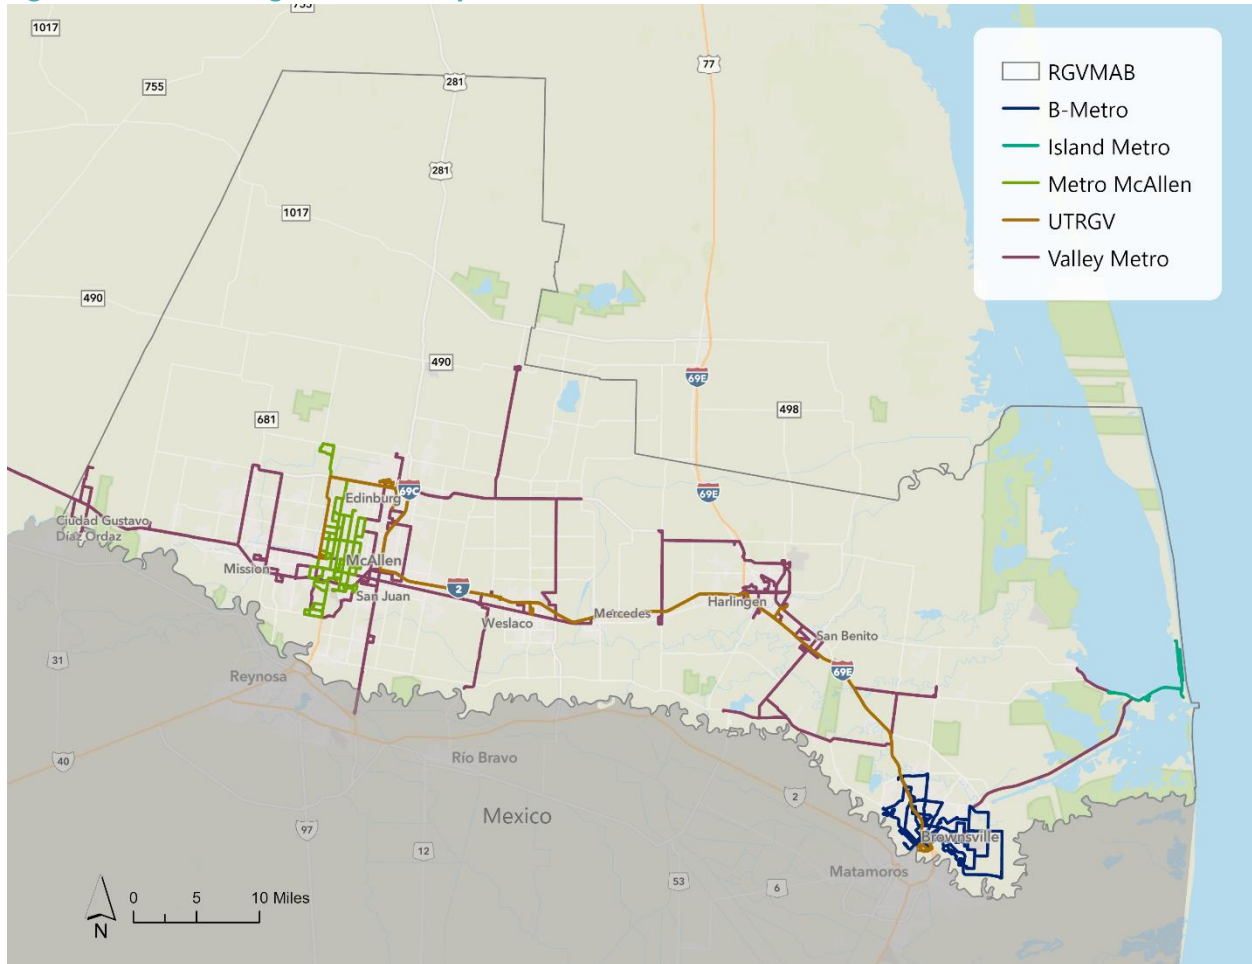 1017
755
77
281
755
281
1017
490
490
69E
681
498
69C
69E
Edinburg
Ciudad Gustavo
Díaz Ordaz
McAllen
Mission
2
San Juan
Mercedes
Harlingen
Weslaco
San Benito
31
69E
Reynosa
40
Río Bravo
2
Mexico
97
12
Brownsville
Matamoros
53
6
RGVMAB
B-Metro
Island Metro
Metro McAllen
UTRGV
Valley Metro
0 5 10 Miles
N